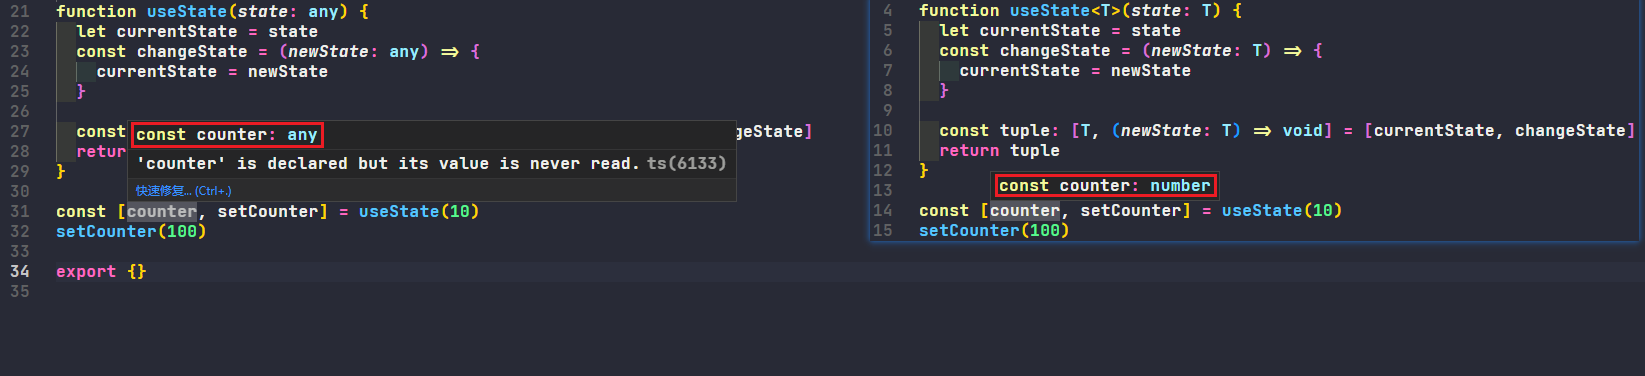 21 function useState(state: any) {
22 let currentState = state
23 const changeState = (newState: any) => {
24 currentState = newState
25 }
26
27 const geState]
28 retur
29 }
30
31 const [counter, setCounter] = useState(10)
32 setCounter(100)
33
34 export {}
35
const counter: any
'counter' is declared but its value is never read. ts(6133)
快速修复... (Ctrl+.)
4 function useState<T>(state: T) {
5 let currentState = state
6 const changeState = (newState: T) => {
7 currentState = newState
8 }
9
10 const tuple: [T, (newState: T) => void] = [currentState, changeState]
11 return tuple
12 }
13
const counter: number
14 const [counter, setCounter] = useState(10)
15 setCounter(100)